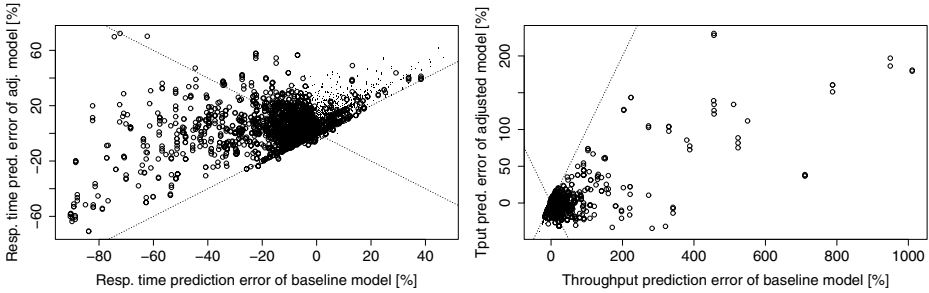 Resp. time pred. error of adj. model [%]
60
20
−20
−60
−80 −60 −40 −20 0 20 40
Resp. time prediction error of baseline model [%]
Tput pred. error of adjusted model [%]
200
100
50
0
0 200 400 600 800 1000
Throughput prediction error of baseline model [%]